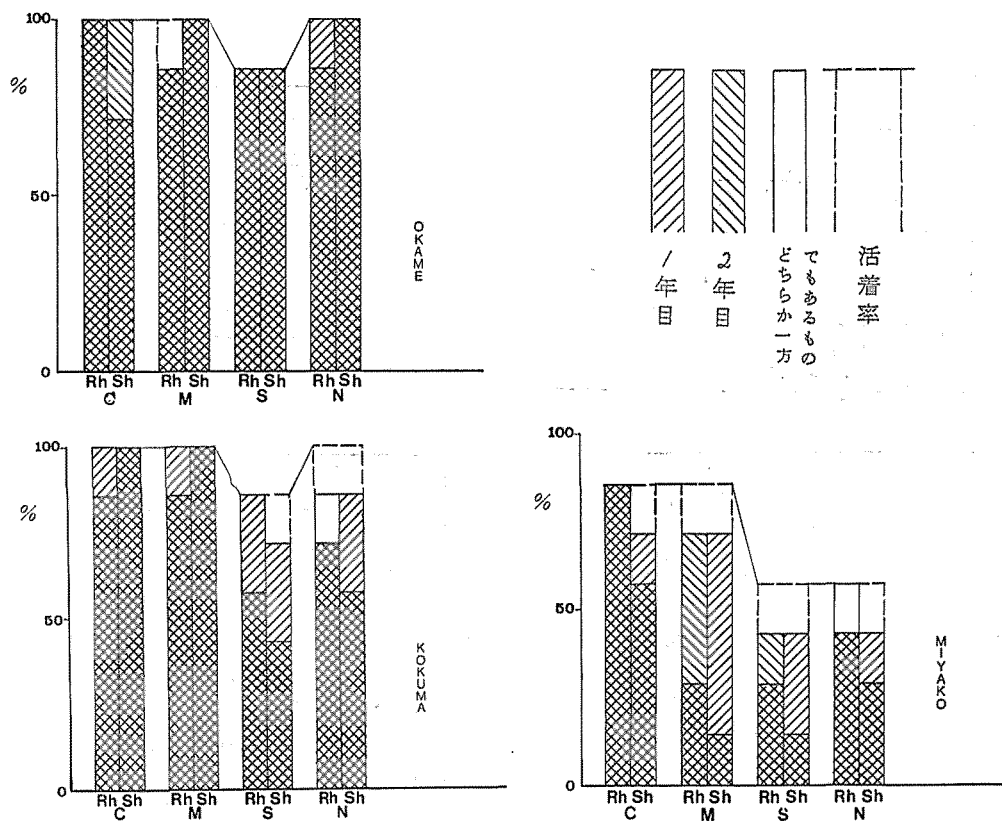 100
%
50
0
Rh Sh Rh Sh Rh Sh Rh Sh
C M S N
OKAME
1年目
2年目
どちらか一方
でもあるもの
活着率
100
%
50
0
Rh Sh Rh Sh Rh Sh Rh Sh
C M S N
KOKUMA
100
%
50
0
Rh Sh Rh Sh Rh Sh Rh Sh
C M S N
MIYAKO